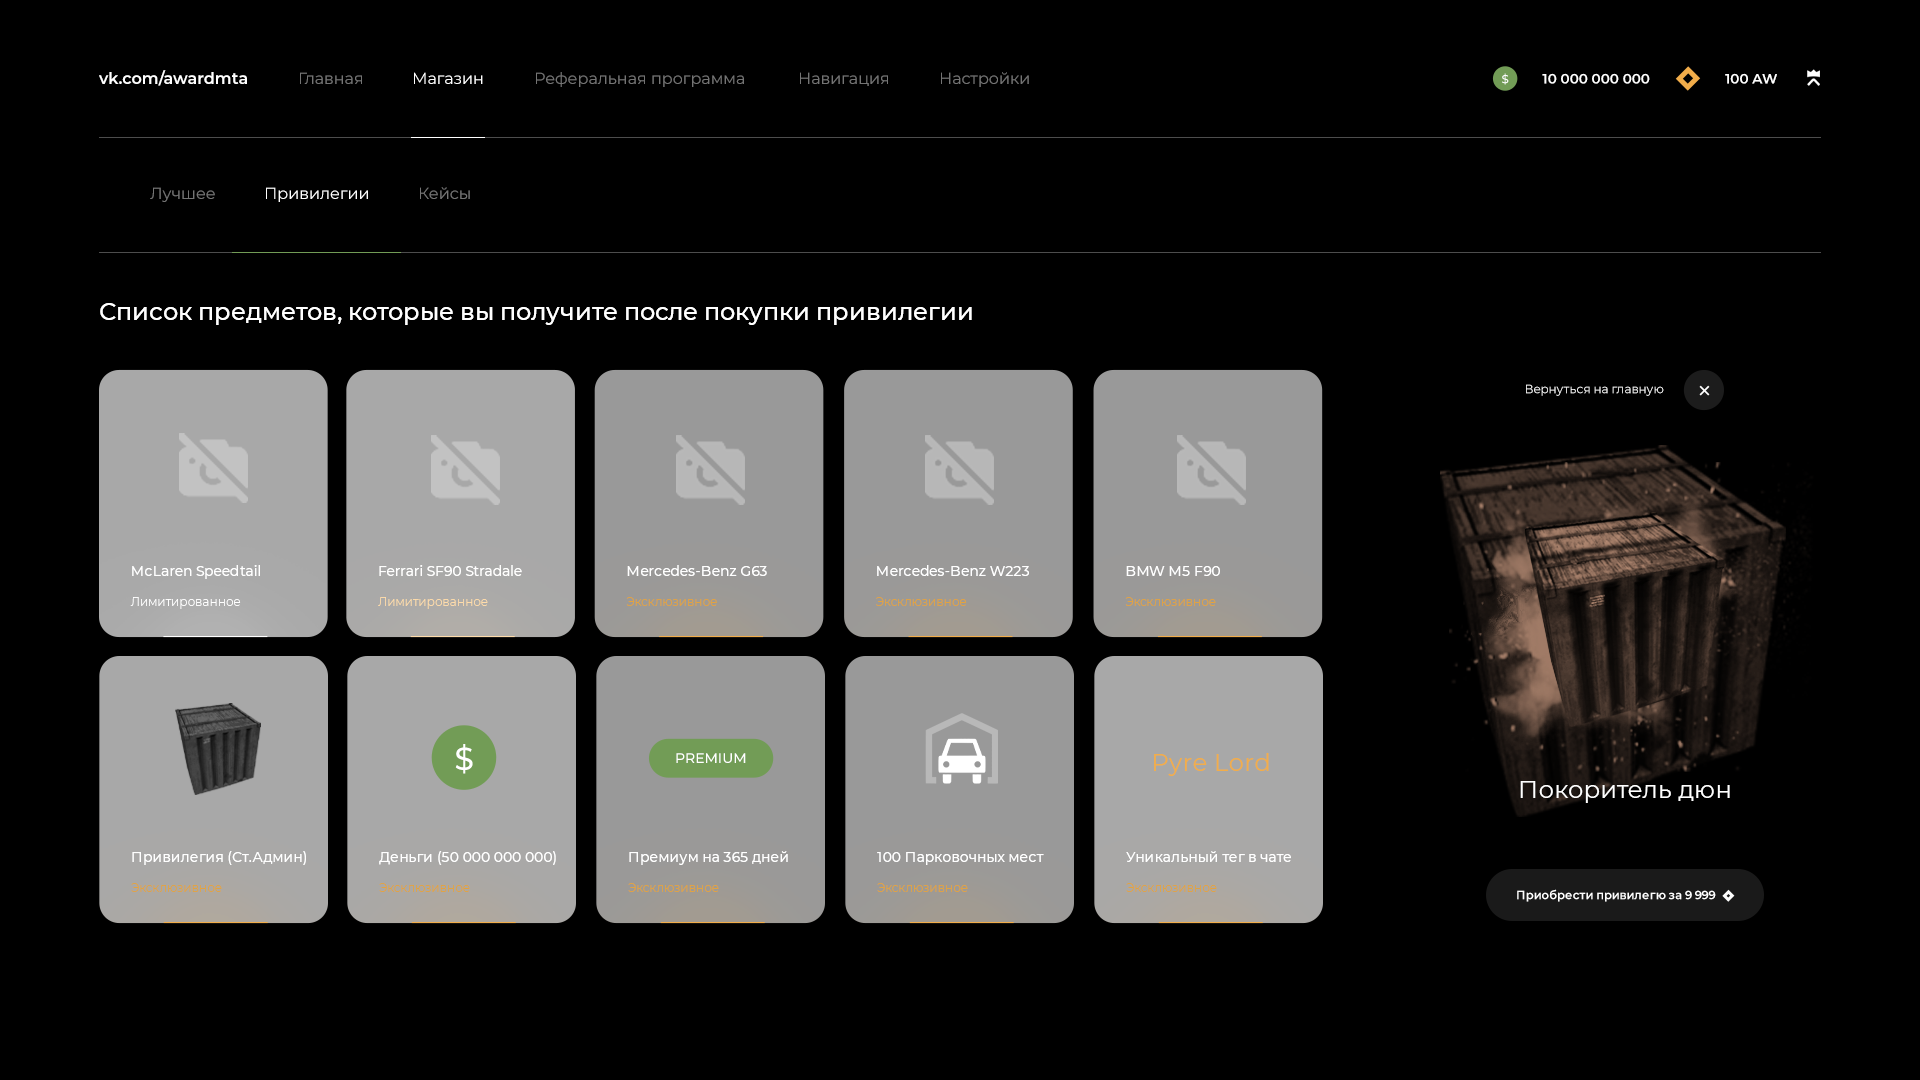 vk.com/awardmta Главная Магазин Реферальная программа Навигация Настройки $ 10 000 000 000 100 AW
Лучшее Привилегии Кейсы
Список предметов, которые вы получите после покупки привилегии
Вернуться на главную
McLaren Speedtail
Лимитированное
Ferrari SF90 Stradale
Лимитированное
Mercedes-Benz G63
Эксклюзивное
Mercedes-Benz W223
Эксклюзивное
BMW M5 F90
Эксклюзивное
Привилегия (Ст.Админ)
Эксклюзивное
$
Деньги (50 000 000 000)
Эксклюзивное
PREMIUM
Премиум на 365 дней
Эксклюзивное
100 Парковочных мест
Эксклюзивное
Pyre Lord
Уникальный тег в чате
Эксклюзивное
Покоритель дюн
Приобрести привилегю за 9 999